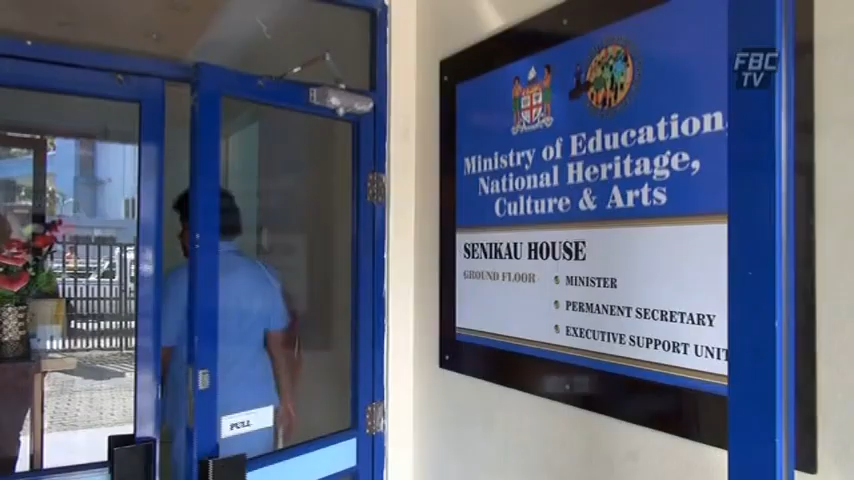 FBC
TV
Ministry of Education,
National Heritage,
Culture & Arts
SENIKAU HOUSE
GROUND FLOOR
MINISTER
PERMANENT SECRETARY
EXECUTIVE SUPPORT UNIT
PULL